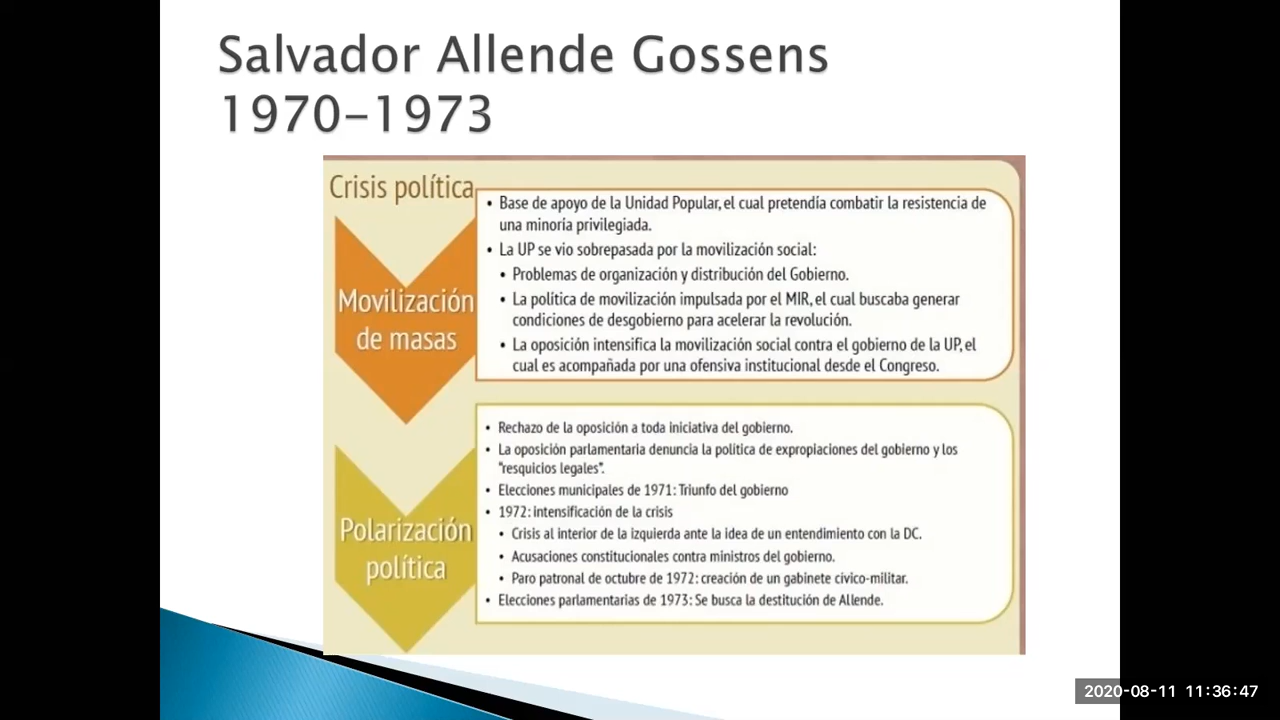 Salvador Allende Gossens
1970-1973
Crisis política
Movilización
de masas
• Base de apoyo de la Unidad Popular, el cual pretendía combatir la resistencia de
una minoría privilegiada.
• La UP se vio sobrepasada por la movilización social:
• Problemas de organización y distribución del Gobierno.
• La política de movilización impulsada por el MIR, el cual buscaba generar
condiciones de desgobierno para acelerar la revolución.
• La oposición intensifica la movilización social contra el gobierno de la UP, el
cual es acompañada por una ofensiva institucional desde el Congreso.
Polarización
política
• Rechazo de la oposición a toda iniciativa del gobierno.
• La oposición parlamentaria denuncia la política de expropiaciones del gobierno y los
"resquicios legales".
• Elecciones municipales de 1971: Triunfo del gobierno
• 1972: intensificación de la crisis
• Crisis al interior de la izquierda ante la idea de un entendimiento con la DC.
• Acusaciones constitucionales contra ministros del gobierno.
• Paro patronal de octubre de 1972: creación de un gabinete cívico-militar.
• Elecciones parlamentarias de 1973: Se busca la destitución de Allende.
2020-08-11 11:36:47